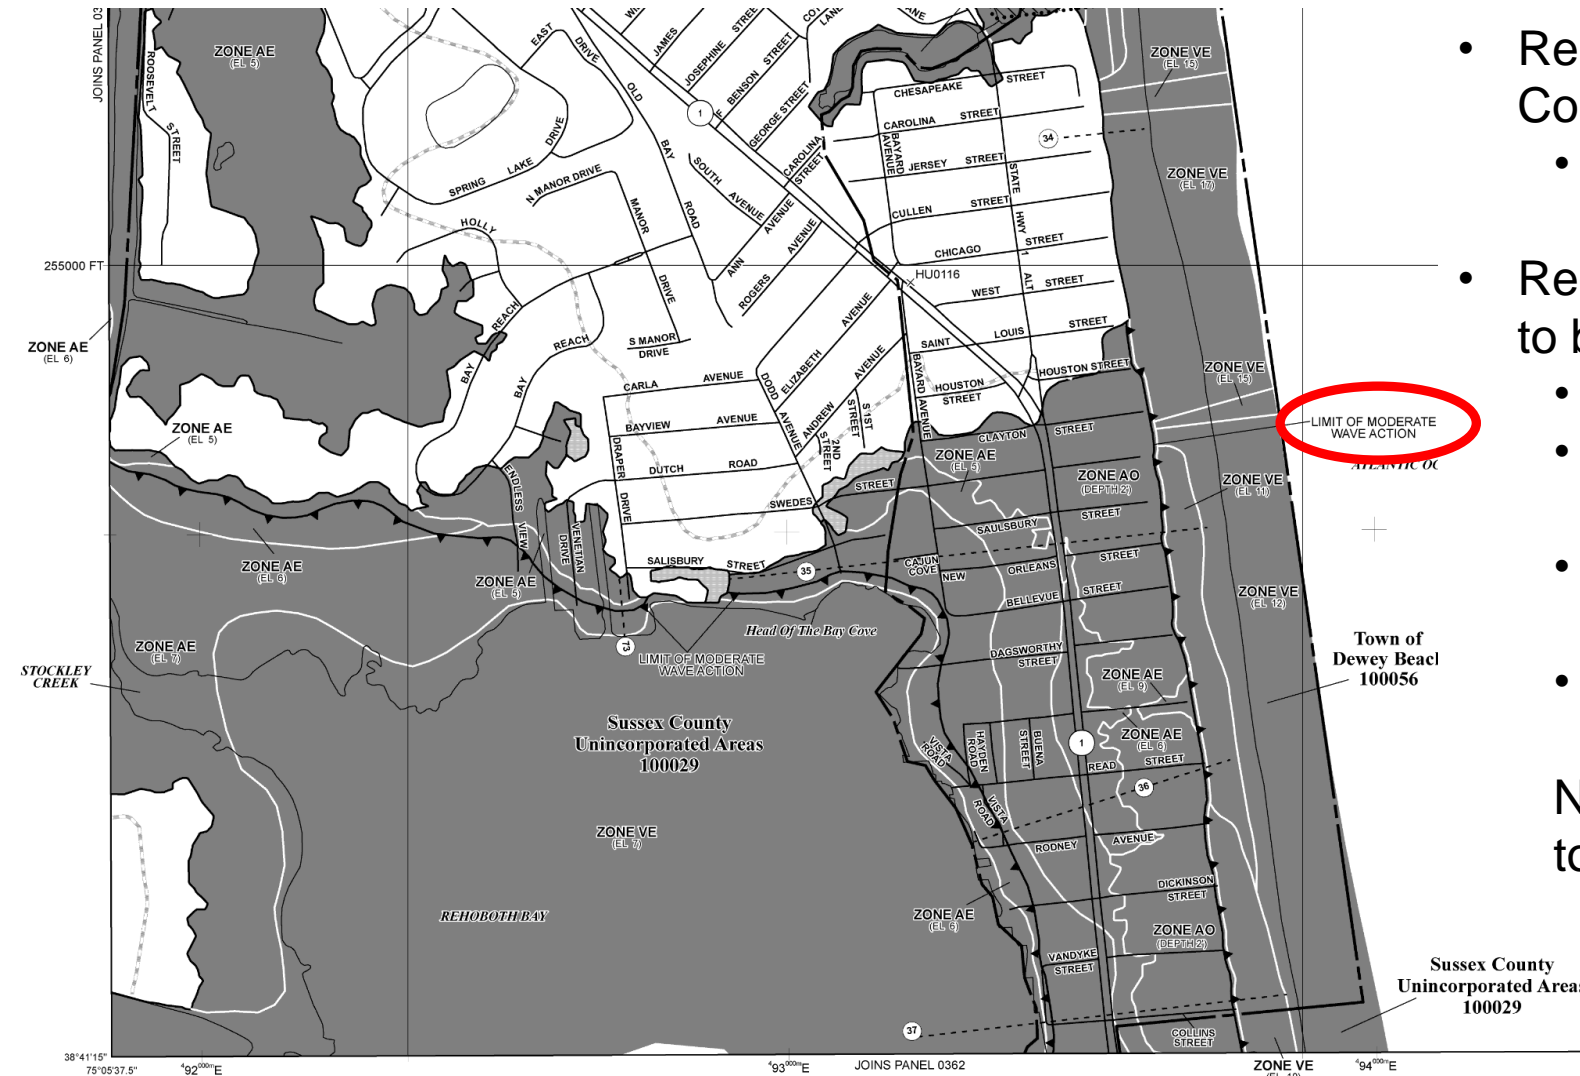 JOINS PANEL 03
ZONE AE
(EL 5)
ROOSEVELT
STREET
EAST
DRIVE
OLD
BAY
ROAD
JAMES
JOSEPHINE
STREET
F BENSON STREET
GEORGE STREET
CAROLINA
STREET
LANE
1
SPRING LAKE DRIVE
N MANOR DRIVE
MANOR
DRIVE
SOUTH
AVENUE
ANN
AVENUE
ROGERS
AVENUE
HOLLY
REACH
BAY
REACH
BAY
S MANOR
DRIVE
CHESAPEAKE STREET
CAROLINA STREET
BAYARD
AVENUE
JERSEY STREET
CULLEN STREET
STATE
HWY
1
ALT
CHICAGO STREET
HU0116
WEST STREET
SAINT LOUIS STREET
HOUSTON STREET
HOUSTON
STREET
BAYARD AVENUE
34
ZONE VE
(EL 15)
ZONE VE
(EL 17)
ZONE VE
(EL 15)
255000 FT
ZONE AE
(EL 6)
ZONE AE
(EL 5)
CARLA AVENUE
BAYVIEW AVENUE
DUTCH ROAD
SWEDES STREET
SALISBURY STREET
DRAPER
DRIVE
DODD
AVENUE
ELIZABETH
AVENUE
ANDREW
AVENUE
S 1ST
STREET
2ND
STREET
ENDLESS
VIEW
VENETIAN
DRIVE
CLAYTON STREET
ZONE AE
(EL 5)
ZONE AO
(DEPTH 2')
SAULSBURY STREET
CAJUN
COVE
NEW ORLEANS STREET
BELLEVUE STREET
DAGSWORTHY
STREET
LIMIT OF MODERATE
WAVE ACTION
ATLANTIC OC
ZONE VE
(EL 11)
ZONE VE
(EL 12)
ZONE AE
(EL 6)
ZONE AE
(EL 5)
35
73
Head Of The Bay Cove
LIMIT OF MODERATE
WAVE ACTION
ZONE AE
(EL 7)
STOCKLEY
CREEK
Town of
Dewey Beach
100056
ZONE AE
(EL 9)
ZONE AE
(EL 6)
1
Sussex County
Unincorporated Areas
100029
VISTA
ROAD
HAYDEN
ROAD
BUENA
STREET
READ STREET
36
VISTA
ROAD
RODNEY AVENUE
ZONE VE
(EL 7)
DICKINSON
STREET
ZONE AE
(EL 6)
ZONE AO
(DEPTH 2')
REHOBOTH BAY
VANDYKE
STREET
37
COLLINS
STREET
Sussex County
Unincorporated Areas
100029
ZONE VE
38°41'15"
75°05'37.5"
492000mE
493000mE
JOINS PANEL 0362
494000mE
• Re
Co
•
• Re
to b
•
•
•
•
N
to